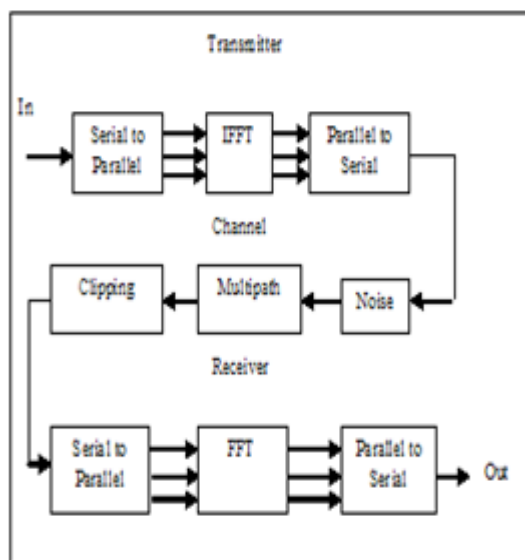 Transmitter
In
Serial to
Parallel
IFFT
Parallel to
Serial
Channel
Clipping
Multipath
Noise
Receiver
Serial to
Parallel
FFT
Parallel to
Serial
Out